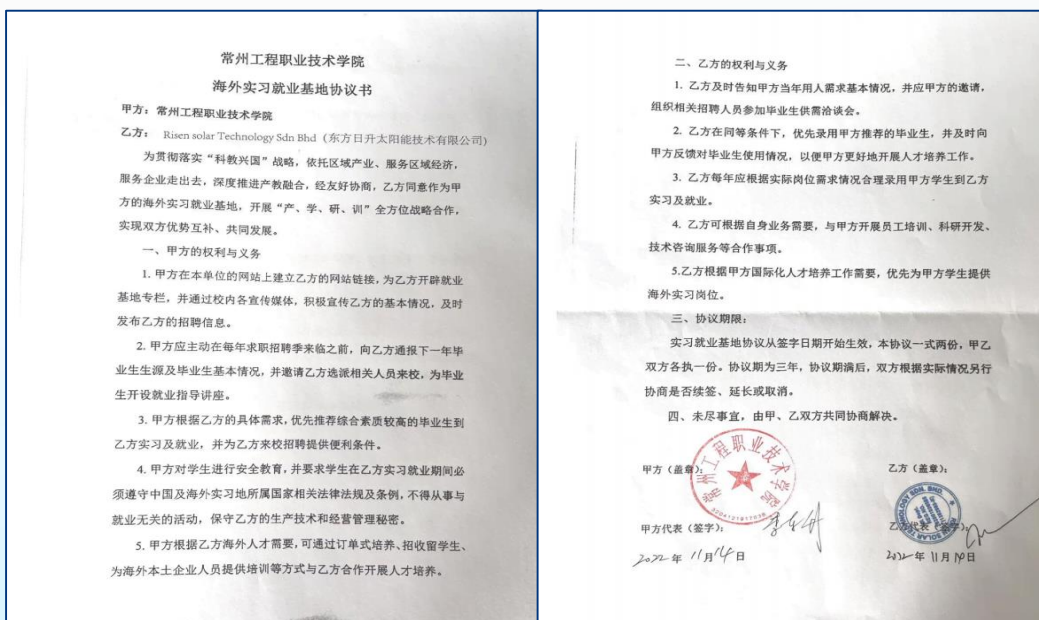 常州工程职业技术学院
海外实习就业基地协议书
甲方：常州工程职业技术学院
乙方： Risen solar Technology Sdn Bhd（东方日升太阳能技术有限公司）
为贯彻落实“科教兴国”战略，依托区域产业、服务区域经济，
服务企业走出去，深度推进产教融合，经友好协商，乙方同意作为甲
方的海外实习就业基地，开展“产、学、研、训”全方位战略合作，
实现双方优势互补、共同发展。
一、甲方的权利与义务
1. 甲方在本单位的网站上建立乙方的网站链接，为乙方开辟就业
基地专栏，并通过校内各宣传媒体，积极宣传乙方的基本情况，及时
发布乙方的招聘信息。
2. 甲方应主动在每年求职招聘季来临之前，向乙方通报下一年毕
业生生源及毕业生基本情况，并邀请乙方选派相关人员来校，为毕业
生开设就业指导讲座。
3. 甲方根据乙方的具体需求，优先推荐综合素质较高的毕业生到
乙方实习及就业，并为乙方来校招聘提供便利条件。
4. 甲方对学生进行安全教育，并要求学生在乙方实习就业期间必
须遵守中国及海外实习地所属国家相关法律法规及条例，不得从事与
就业无关的活动，保守乙方的生产技术和经营管理秘密。
5. 甲方根据乙方海外人才需要，可通过订单式培养、招收留学生、
为海外本土企业人员提供培训等方式与乙方合作开展人才培养。
二、乙方的权利与义务
1. 乙方及时告知甲方当年用人需求基本情况，并应甲方的邀请，
组织相关招聘人员参加毕业生供需洽谈会。
2. 乙方在同等条件下，优先录用甲方推荐的毕业生，并及时向
甲方反馈对毕业生使用情况，以便甲方更好地开展人才培养工作。
3. 乙方每年应根据实际岗位需求情况合理录用甲方学生到乙方
实习及就业。
4. 乙方可根据自身业务需要，与甲方开展员工培训、科研开发、
技术咨询服务等合作事项。
5.乙方根据甲方国际化人才培养工作需要，优先为甲方学生提供
海外实习岗位。
三、协议期限：
实习就业基地协议从签字日期开始生效，本协议一式两份，甲乙
双方各执一份。协议期为三年，协议期满后，双方根据实际情况另行
协商是否续签、延长或取消。
四、未尽事宜，由甲、乙双方共同协商解决。
甲方（盖章）：
乙方（盖章）：
常州工程职业技术学院
甲方代表（签字）：
乙方代表（签字）：
2022年 11月14日
2022年 11月14日